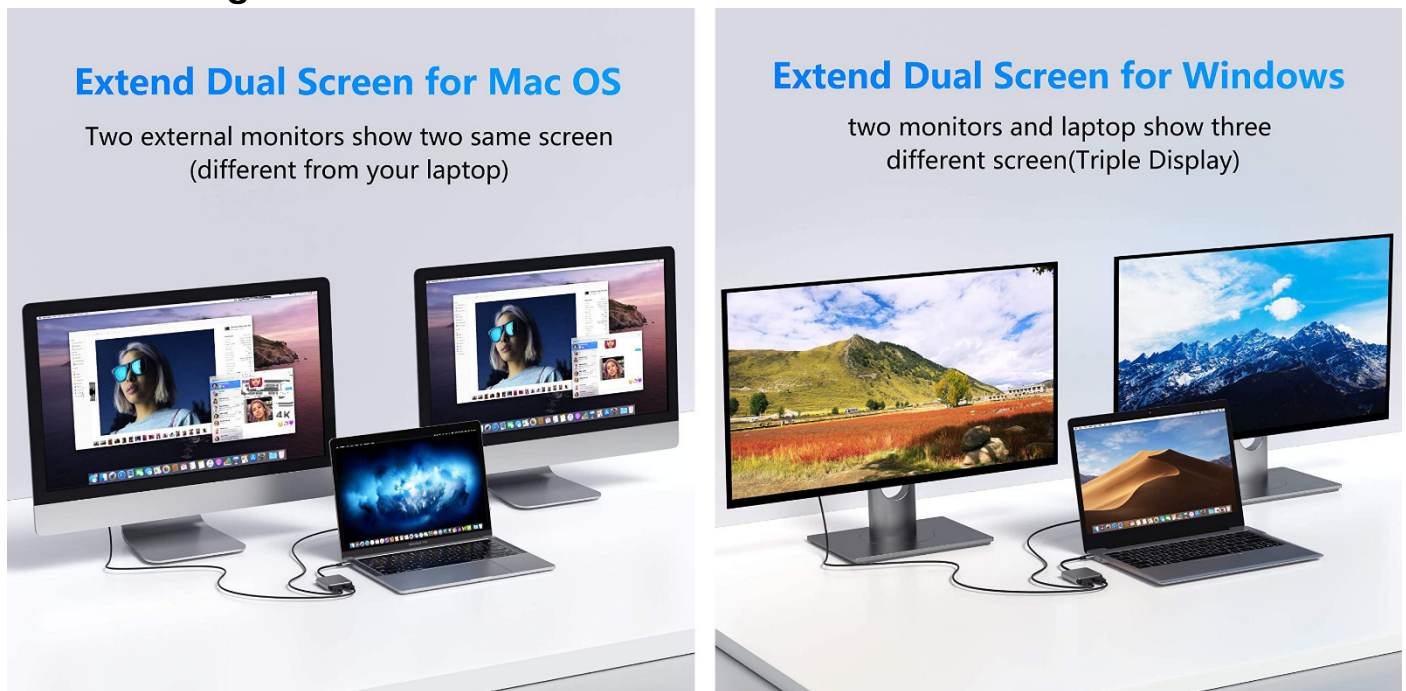 Extend Dual Screen for Mac OS
Two external monitors show two same screen
(different from your laptop)
4K
Extend Dual Screen for Windows
two monitors and laptop show three
different screen(Triple Display)